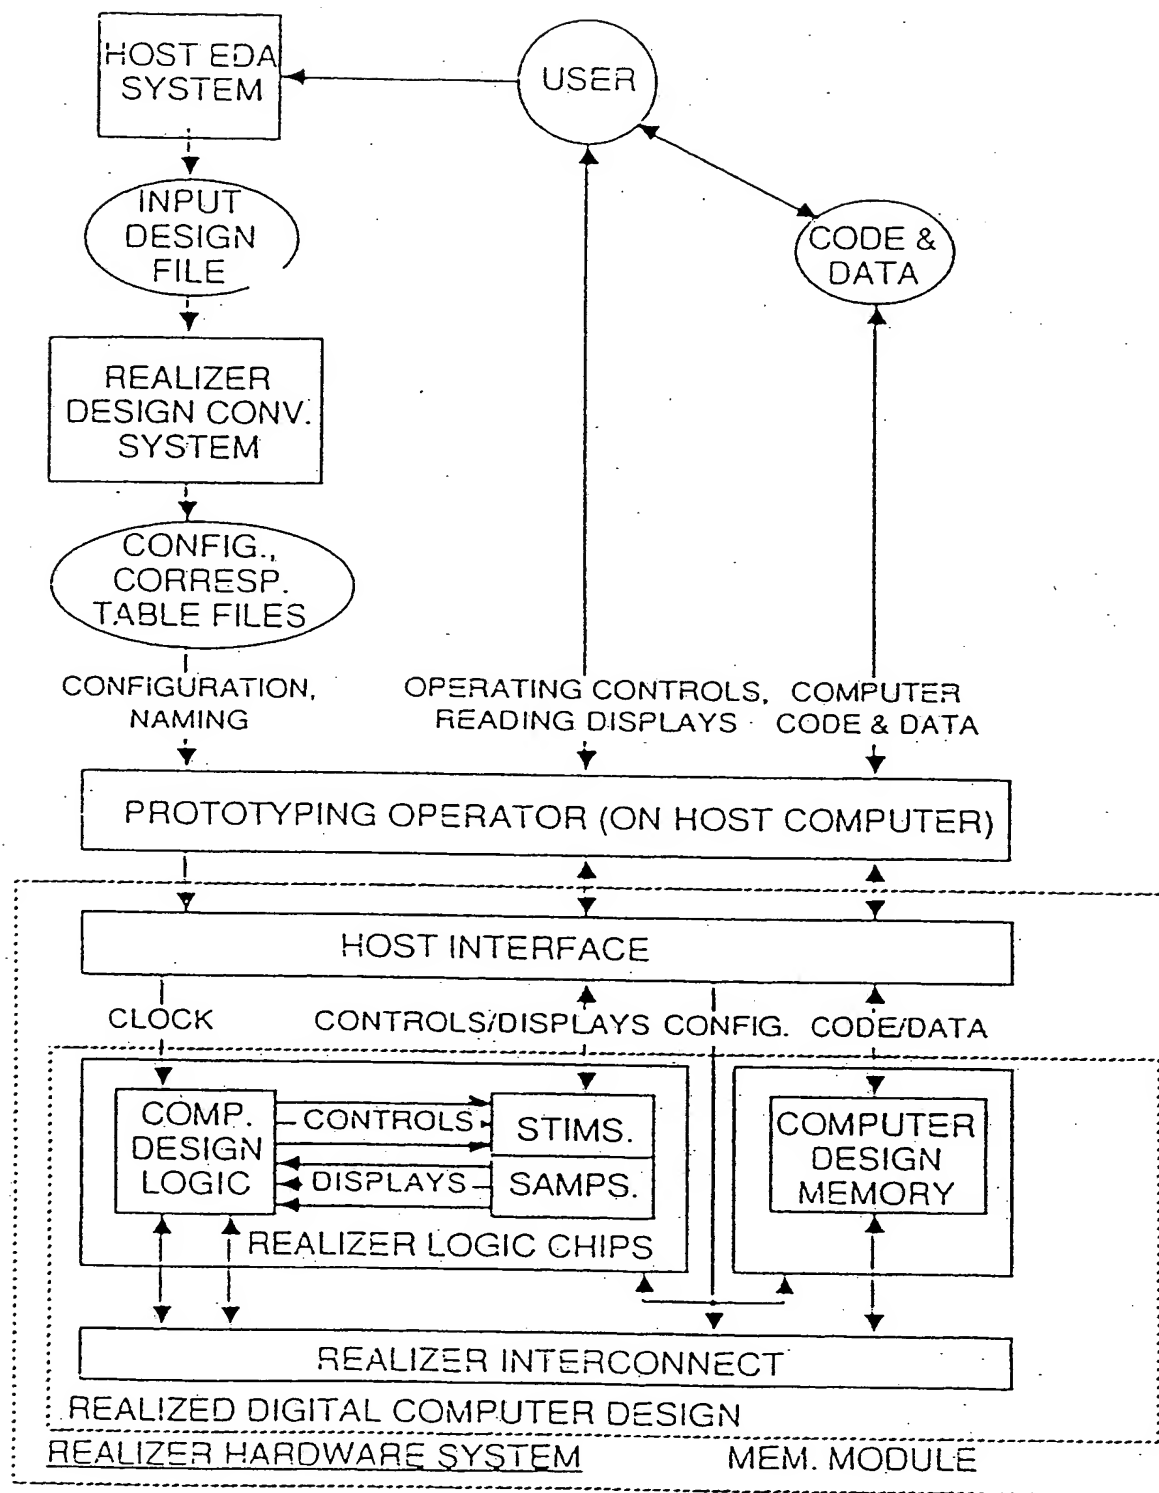 HOST EDA
SYSTEM
USER
INPUT
DESIGN
FILE
CODE &
DATA
REALIZER
DESIGN CONV.
SYSTEM
CONFIG.,
CORRESP.
TABLE FILES
CONFIGURATION,
NAMING
OPERATING CONTROLS,
READING DISPLAYS
COMPUTER
CODE & DATA
PROTOTYPING OPERATOR (ON HOST COMPUTER)
HOST INTERFACE
CLOCK
CONTROLS/DISPLAYS
CONFIG.
CODE/DATA
COMP.
DESIGN
LOGIC
CONTROLS
DISPLAYS
STIMS.
SAMPS.
COMPUTER
DESIGN
MEMORY
REALIZER LOGIC CHIPS
REALIZER INTERCONNECT
REALIZED DIGITAL COMPUTER DESIGN
REALIZER HARDWARE SYSTEM
MEM. MODULE